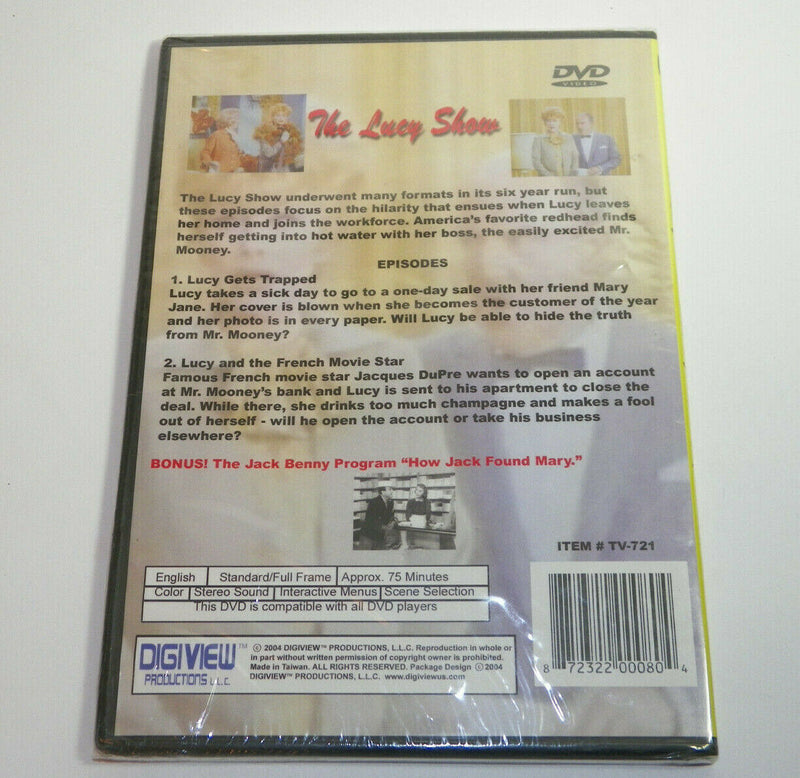 DVD
VIDEO
The Lucy Show
The Lucy Show underwent many formats in its six year run, but
these episodes focus on the hilarity that ensues when Lucy leaves
her home and joins the workforce. America's favorite redhead finds
herself getting into hot water with her boss, the easily excited Mr.
Mooney.
EPISODES
1. Lucy Gets Trapped
Lucy takes a sick day to go to a one-day sale with her friend Mary
Jane. Her cover is blown when she becomes the customer of the year
and her photo is in every paper. Will Lucy be able to hide the truth
from Mr. Mooney?
2. Lucy and the French Movie Star
Famous French movie star Jacques DuPre wants to open an account
at Mr. Mooney's bank and Lucy is sent to his apartment to close the
deal. While there, she drinks too much champagne and makes a fool
out of herself - will he open the account or take his business
elsewhere?
BONUS! The Jack Benny Program “How Jack Found Mary.”
ITEM # TV-721
English Standard/Full Frame Approx. 75 Minutes
Color Stereo Sound Interactive Menus Scene Selection
This DVD is compatible with all DVD players
DIGIVIEW™
PRODUCTIONS L.L.C.
© 2004 DIGIVIEW™ PRODUCTIONS, L.L.C. Reproduction in whole or
in part without written permission of copyright owner is prohibited.
Made in Taiwan. ALL RIGHTS RESERVED. Package Design ©2004
DIGIVIEW™ PRODUCTIONS, L.L.C. www.digiviewus.com
8 72322 00080 4